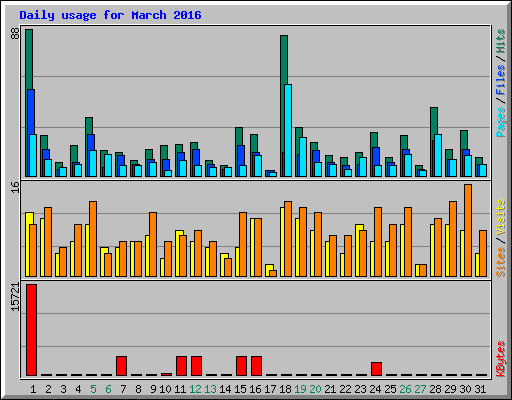 Daily usage for March 2016
88
Pages / Files / Hits
16
Sites / Visits
15721
KBytes
1 2 3 4 5 6 7 8 9 10 11 12 13 14 15 16 17 18 19 20 21 22 23 24 25 26 27 28 29 30 31